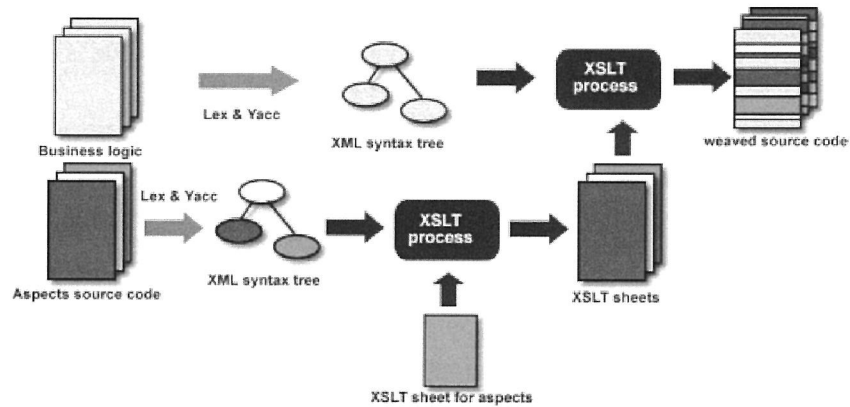 XSLT
process
Lex & Yacc
XML syntax tree
weaved source code
Business logic
Lex & Yacc
XSLT
process
XML syntax tree
Aspects source code
XSLT sheets
XSLT sheet for aspects